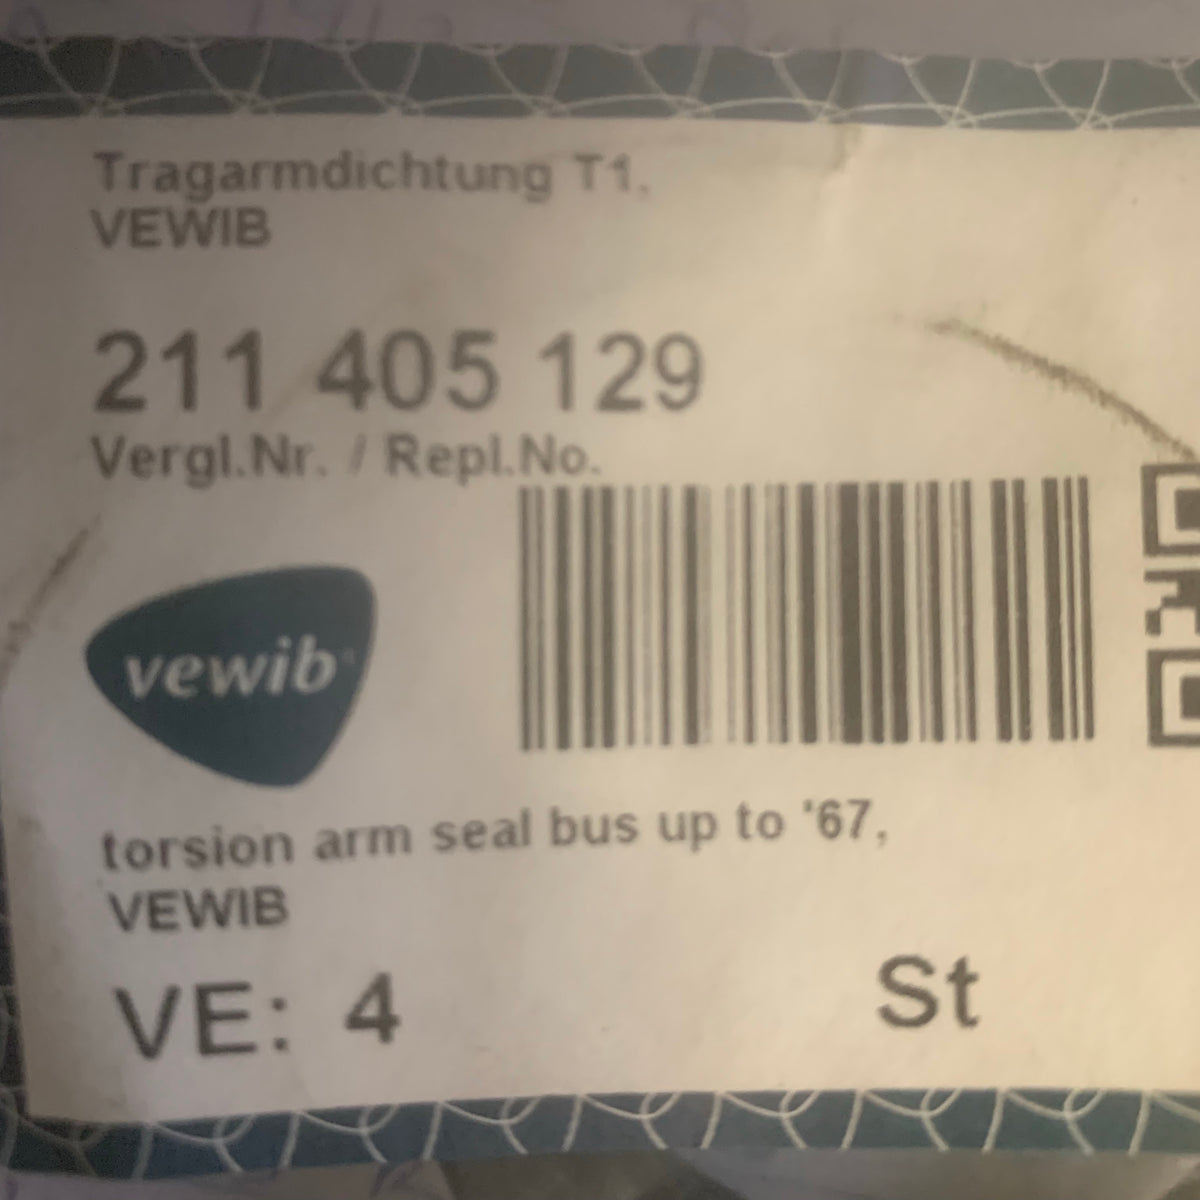 Tragarmdichtung T1,
VEWIB
211 405 129
Vergl.Nr. / Repl.No.
vewib
torsion arm seal bus up to '67,
VEWIB
VE: 4 St